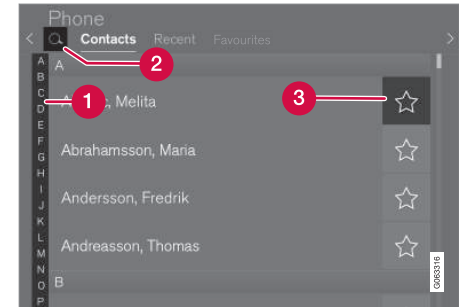 Phone
Contacts Recent Favourites
2
A
1
Melita
3
Abrahamsson, Maria
Andersson, Fredrik
Andreasson, Thomas
B
A
B
C
D
E
F
G
H
I
J
K
L
M
N
O
P
G063316